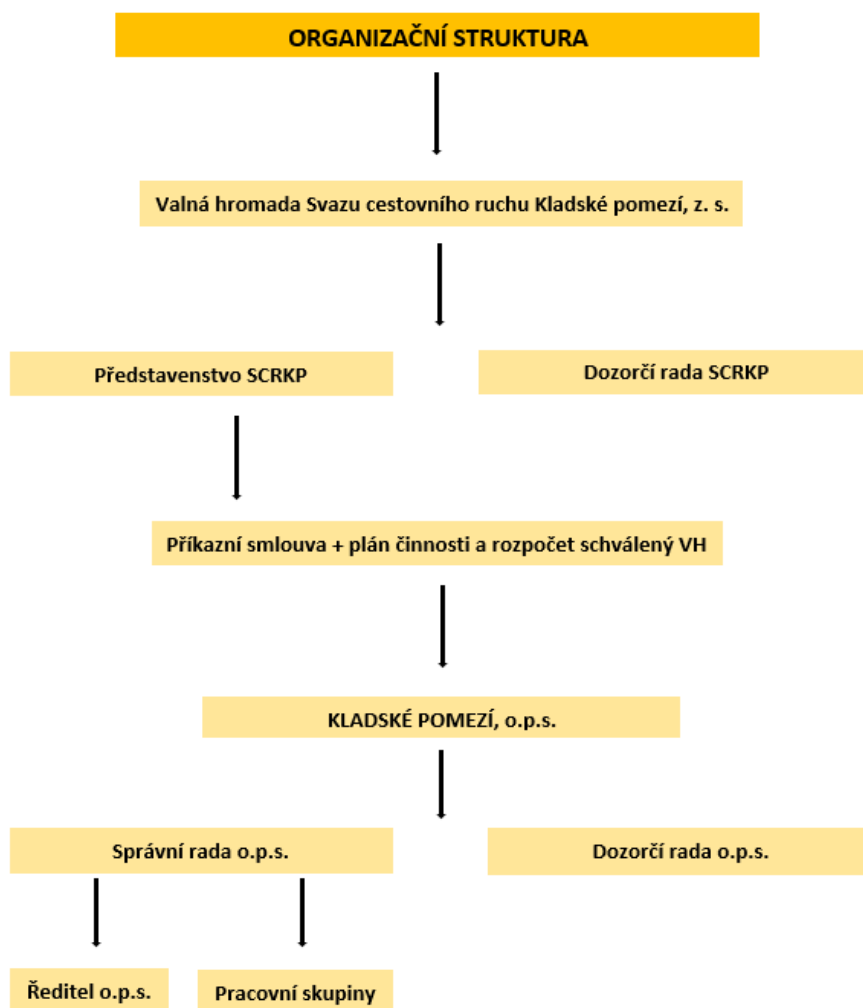 ORGANIZAČNÍ STRUKTURA
Valná hromada Svazu cestovního ruchu Kladské pomezí, z. s.
Představenstvo SCRKP
Dozorčí rada SCRKP
Příkazní smlouva + plán činnosti a rozpočet schválený VH
KLADSKÉ POMEZÍ, o.p.s.
Správní rada o.p.s.
Dozorčí rada o.p.s.
Ředitel o.p.s.
Pracovní skupiny